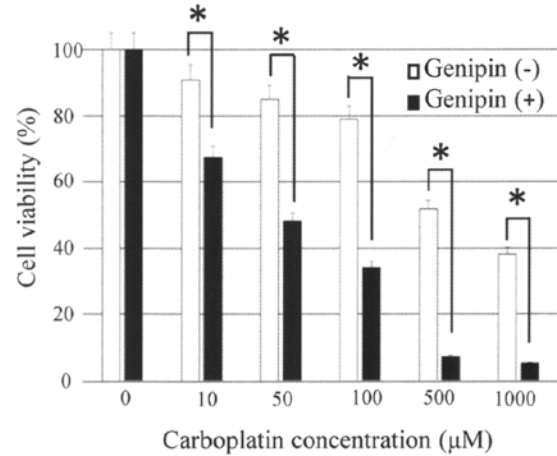 * * * * *
100
80
60
40
20
0
Cell viability (%)
Genipin (-)
Genipin (+)
0 10 50 100 500 1000
Carboplatin concentration (µM)